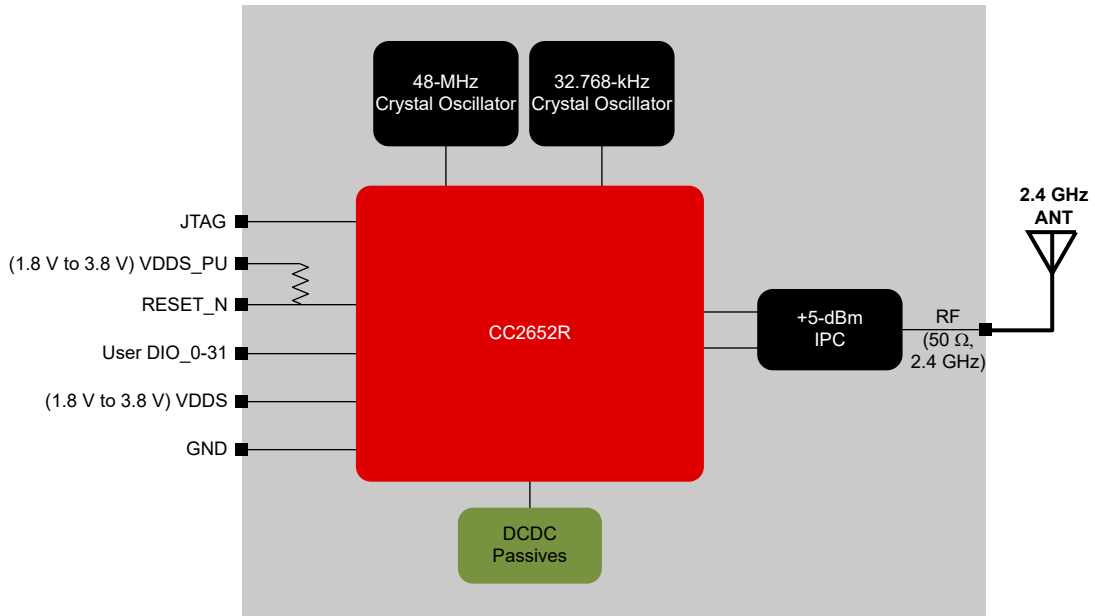 48-MHz
Crystal Oscillator
32.768-kHz
Crystal Oscillator
2.4 GHz
ANT
JTAG
(1.8 V to 3.8 V) VDDS_PU
RESET_N
User DIO_0-31
(1.8 V to 3.8 V) VDDS
GND
CC2652R
+5-dBm
IPC
RF
(50 Ω,
2.4 GHz)
DCDC
Passives